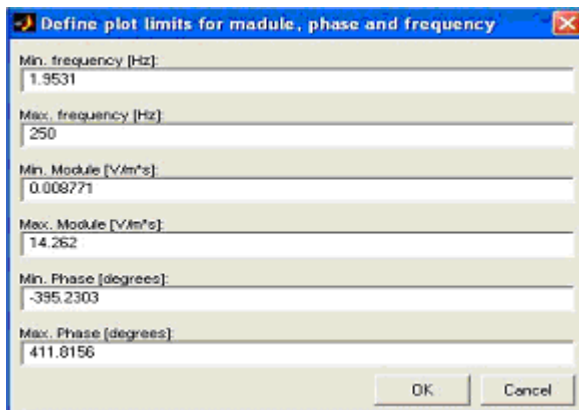 Define plot limits for madule, phase and frequency
Min. frequency [Hz]:
1.9531
Max. frequency [Hz]:
250
Min. Module [V/m*s]:
0.008771
Max. Module [V/m*s]:
14.262
Min. Phase [degrees]:
-395.2303
Max. Phase [degrees]:
411.8156
OK Cancel